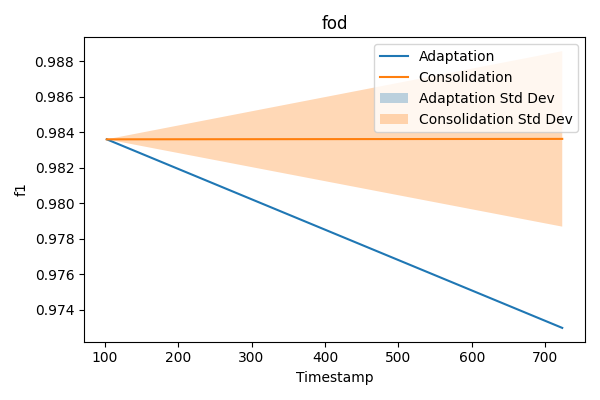 fod
Adaptation
Consolidation
Adaptation Std Dev
Consolidation Std Dev
0.988
0.986
0.984
0.982
0.980
0.978
0.976
0.974
f1
100 200 300 400 500 600 700
Timestamp